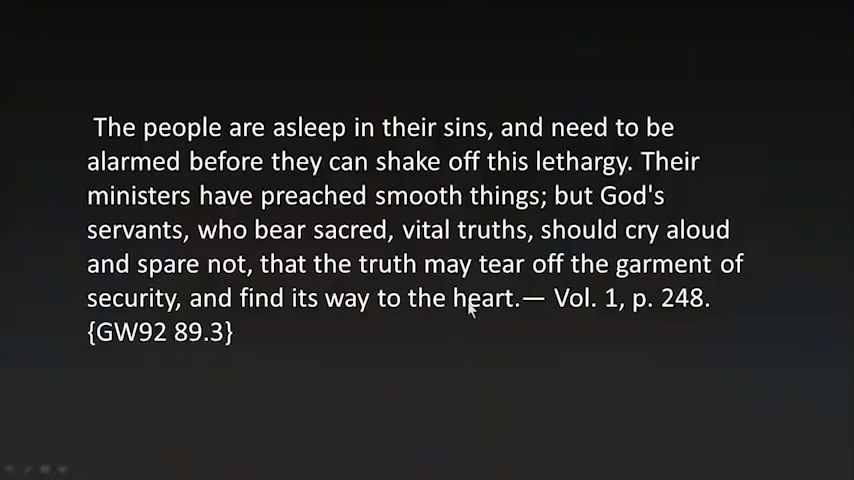 The people are asleep in their sins, and need to be
alarmed before they can shake off this lethargy. Their
ministers have preached smooth things; but God's
servants, who bear sacred, vital truths, should cry aloud
and spare not, that the truth may tear off the garment of
security, and find its way to the heart.— Vol. 1, p. 248.
{GW92 89.3}